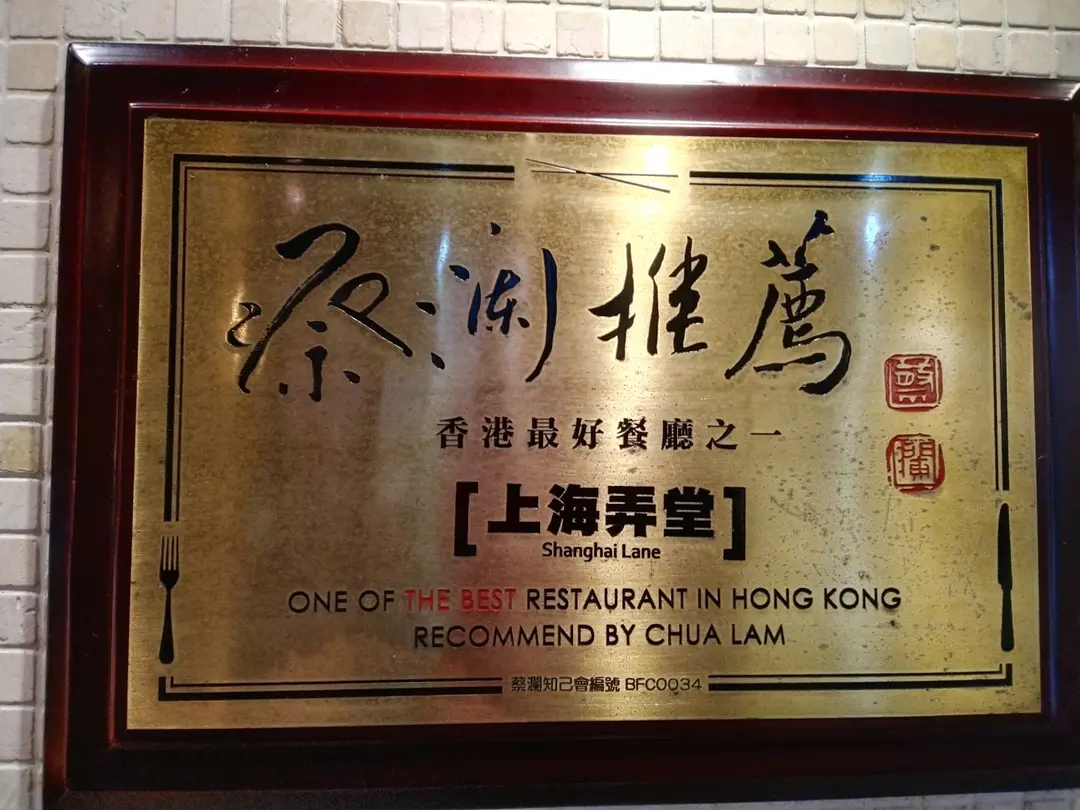 蔡瀾推薦
香港最好餐廳之一
[上海弄堂]
Shanghai Lane
ONE OF THE BEST RESTAURANT IN HONG KONG
RECOMMEND BY CHUA LAM
蔡瀾知己會編號 BFC0034